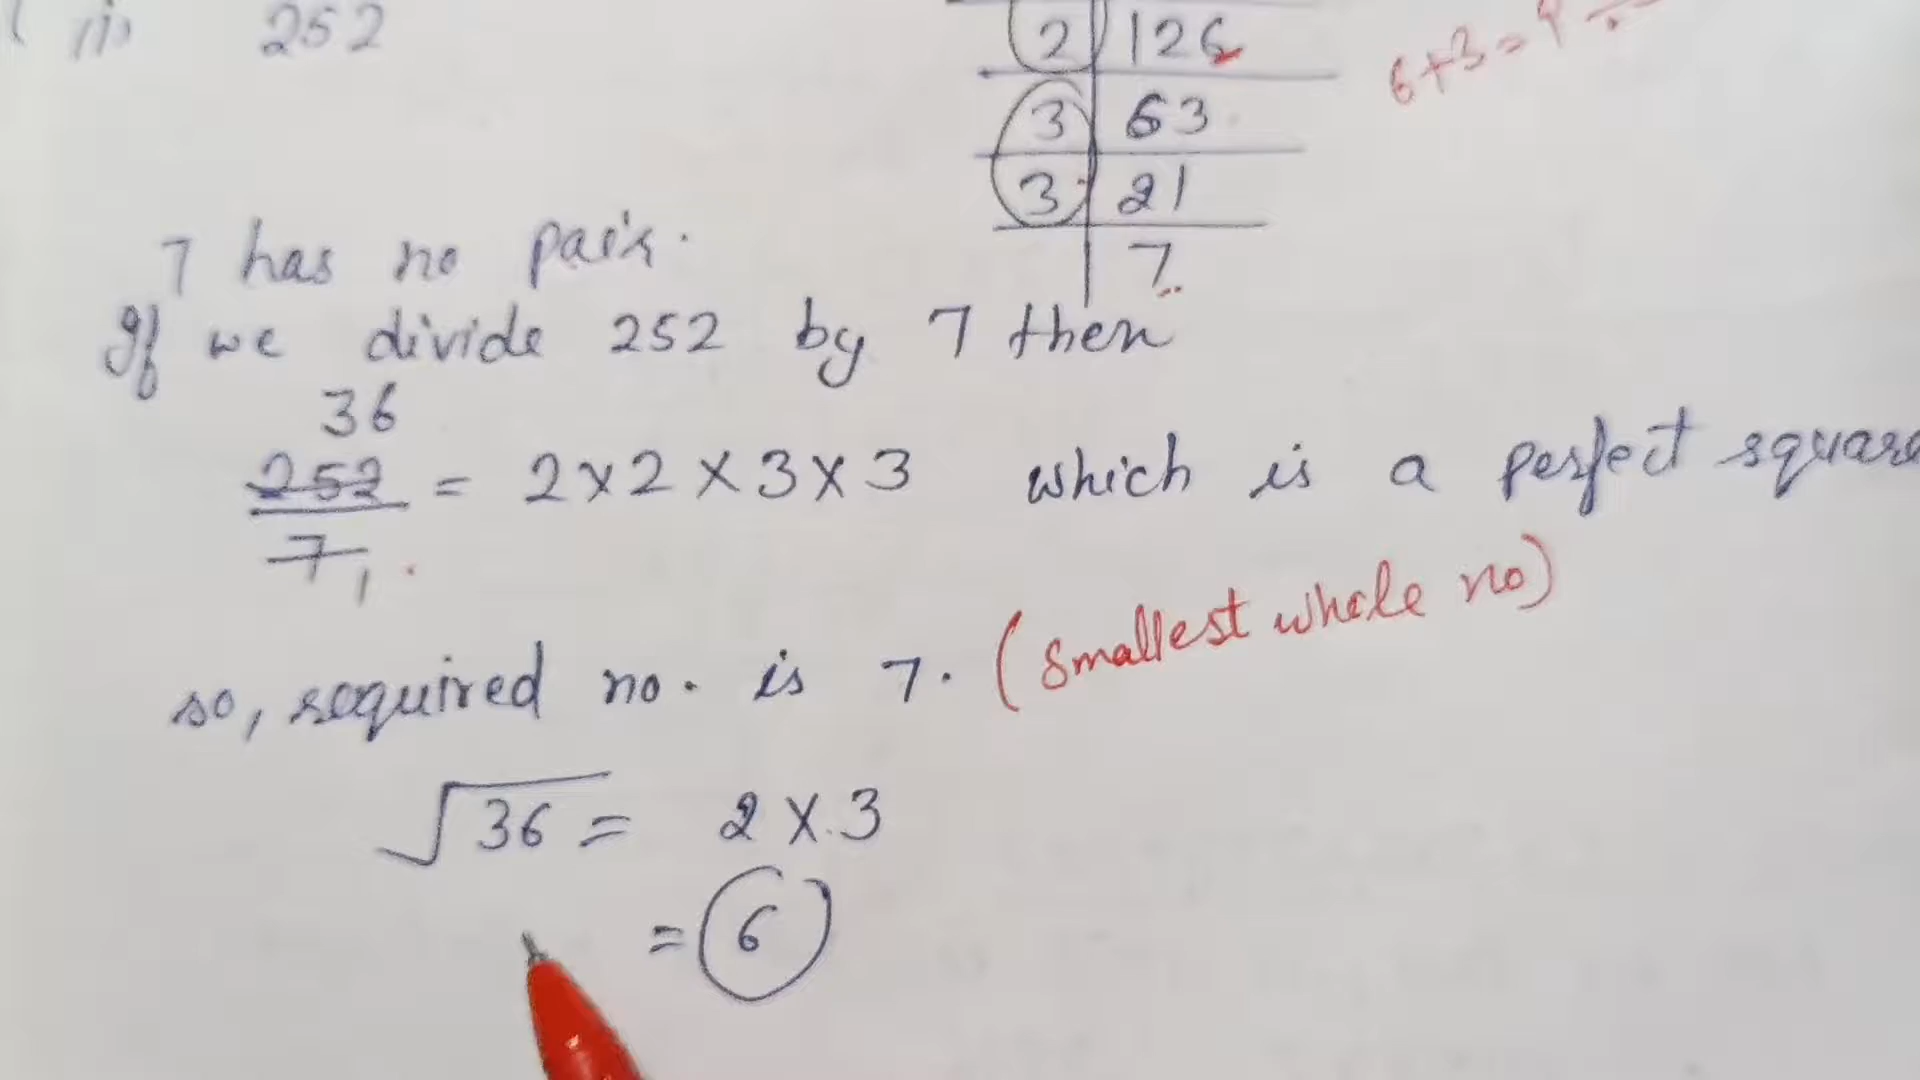 (i) 252
2 126
6+3=9
3 63
3 21
7
7 has no pair.
If we divide 252 by 7 then
36
252/7 1 = 2×2×3×3 which is a perfect square
so, required no. is 7. (smallest whole no)
√36 = 2×3
= 6